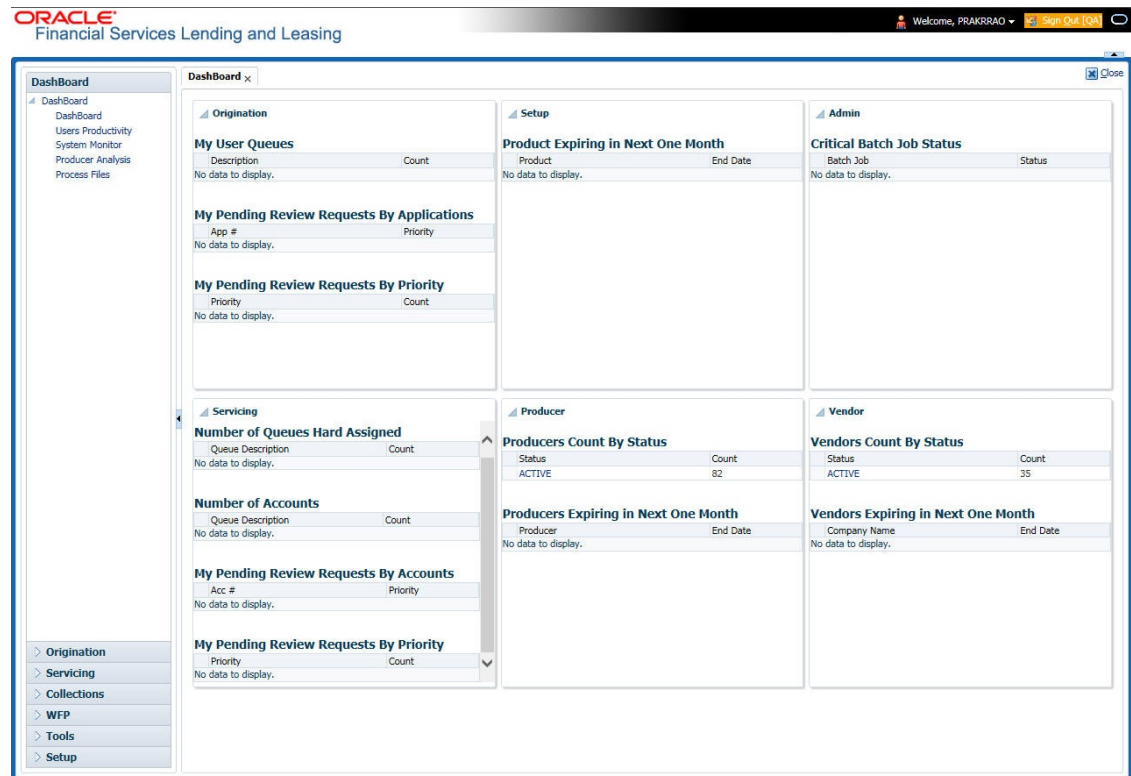 ORACLE®
Financial Services Lending and Leasing
Welcome, PRAKRRAO
Sign Out [QA]
DashBoard
DashBoard
DashBoard
Users Productivity
System Monitor
Producer Analysis
Process Files
Origination
Servicing
Collections
WFP
Tools
Setup
DashBoard
Close
Origination
My User Queues
Description Count
No data to display.
My Pending Review Requests By Applications
App # Priority
No data to display.
My Pending Review Requests By Priority
Priority Count
No data to display.
Setup
Product Expiring in Next One Month
Product End Date
No data to display.
Admin
Critical Batch Job Status
Batch Job Status
No data to display.
Servicing
Number of Queues Hard Assigned
Queue Description Count
No data to display.
Number of Accounts
Queue Description Count
No data to display.
My Pending Review Requests By Accounts
Acc # Priority
No data to display.
My Pending Review Requests By Priority
Priority Count
No data to display.
Producer
Producers Count By Status
Status Count
ACTIVE 82
Producers Expiring in Next One Month
Producer End Date
No data to display.
Vendor
Vendors Count By Status
Status Count
ACTIVE 35
Vendors Expiring in Next One Month
Company Name End Date
No data to display.